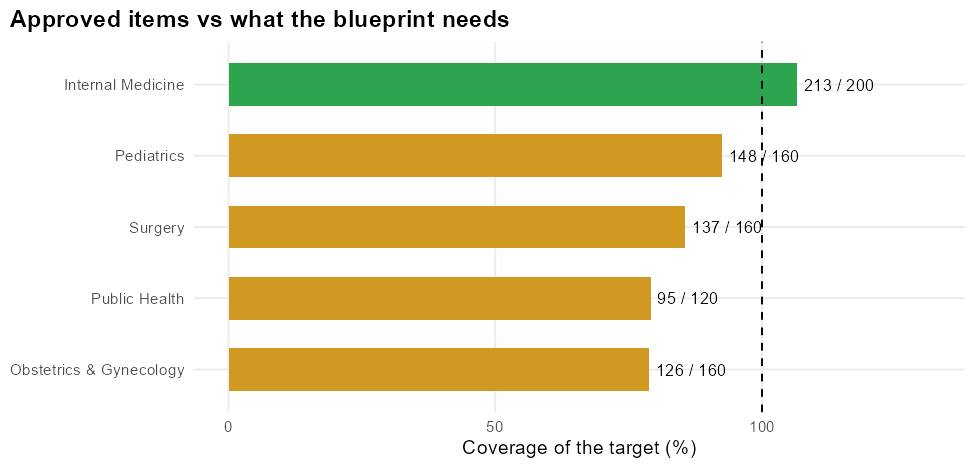 Approved items vs what the blueprint needs
Internal Medicine
213 / 200
Pediatrics
148 / 160
Surgery
137 / 160
Public Health
95 / 120
Obstetrics & Gynecology
126 / 160
0 50 100
Coverage of the target (%)